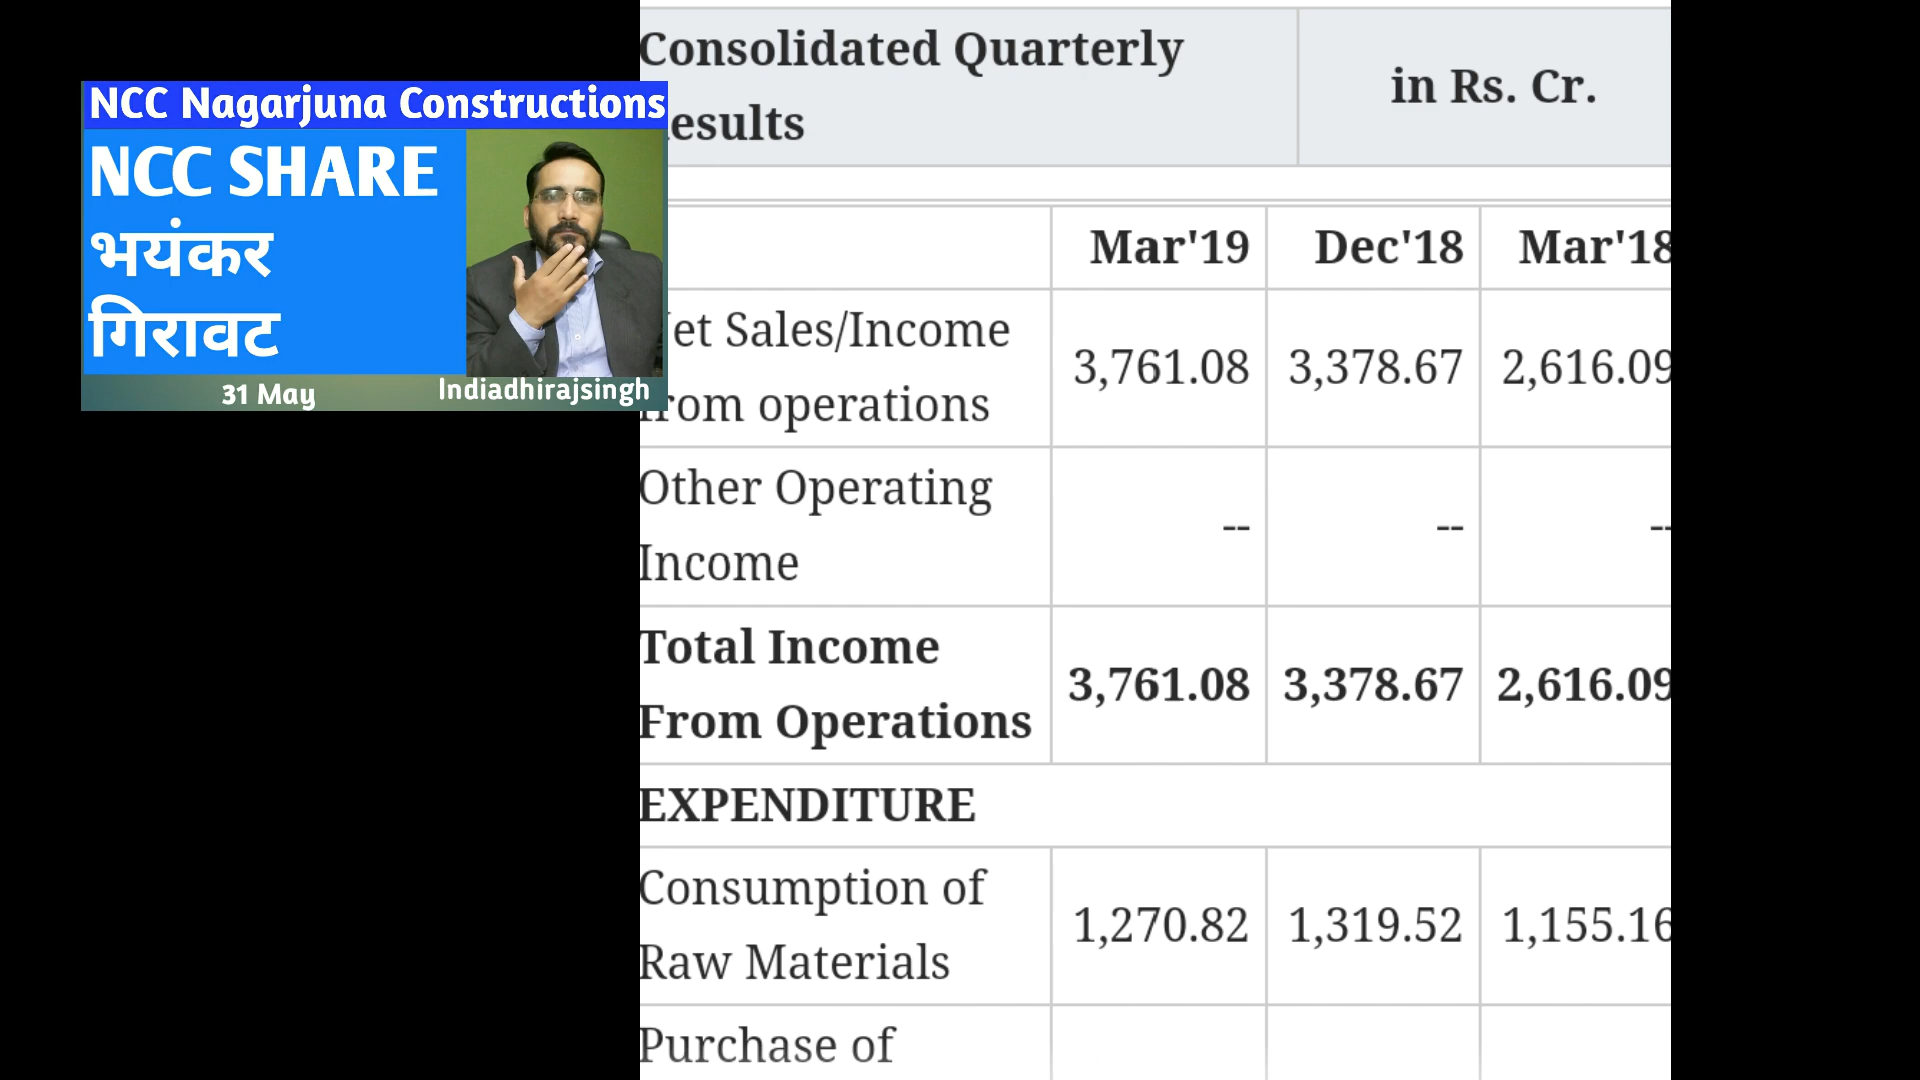 NCC Nagarjuna Constructions
NCC SHARE
भयंकर
गिरावट
31 May
Indiadhirajsingh
Consolidated Quarterly
esults
in Rs. Cr.
Mar'19 Dec'18 Mar'18
et Sales/Income
from operations
3,761.08 3,378.67 2,616.09
Other Operating
Income
-- -- --
Total Income
From Operations
3,761.08 3,378.67 2,616.09
EXPENDITURE
Consumption of
Raw Materials
1,270.82 1,319.52 1,155.16
Purchase of